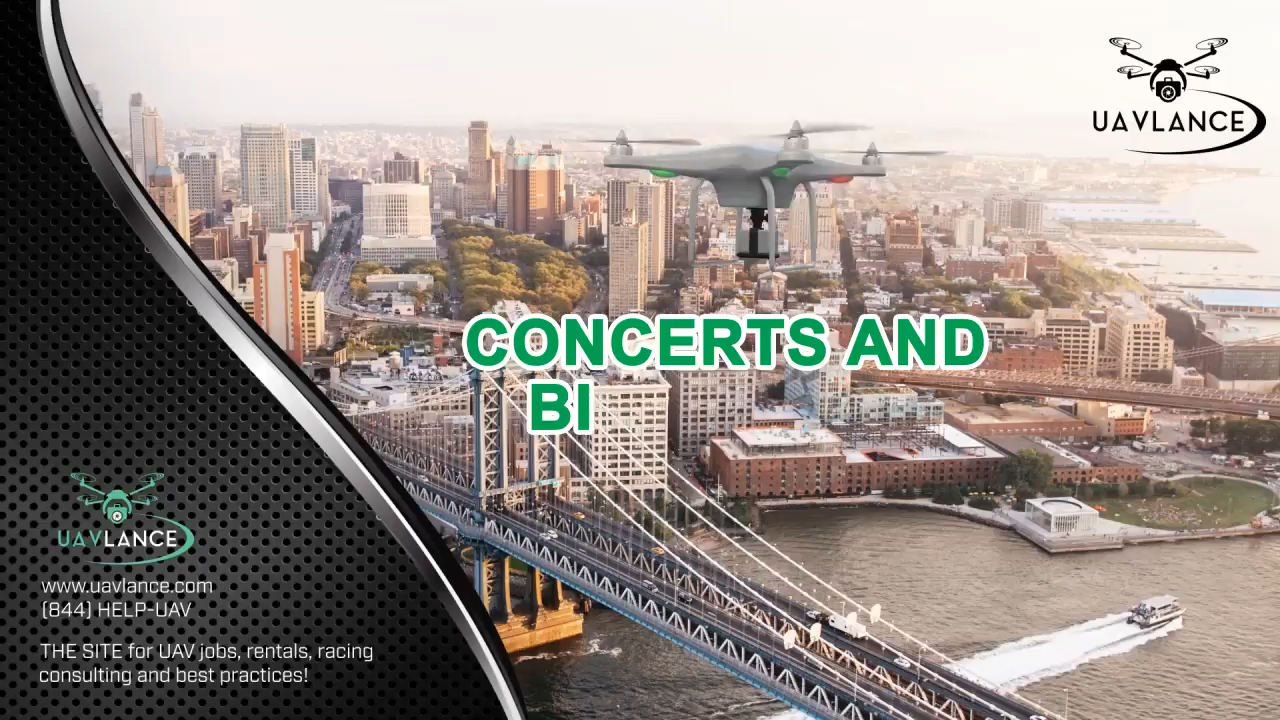 UAVLANCE
CONCERTS AND
BI
UAVLANCE
www.uavlance.com
(844) HELP-UAV
THE SITE for UAV jobs, rentals, racing
consulting and best practices!